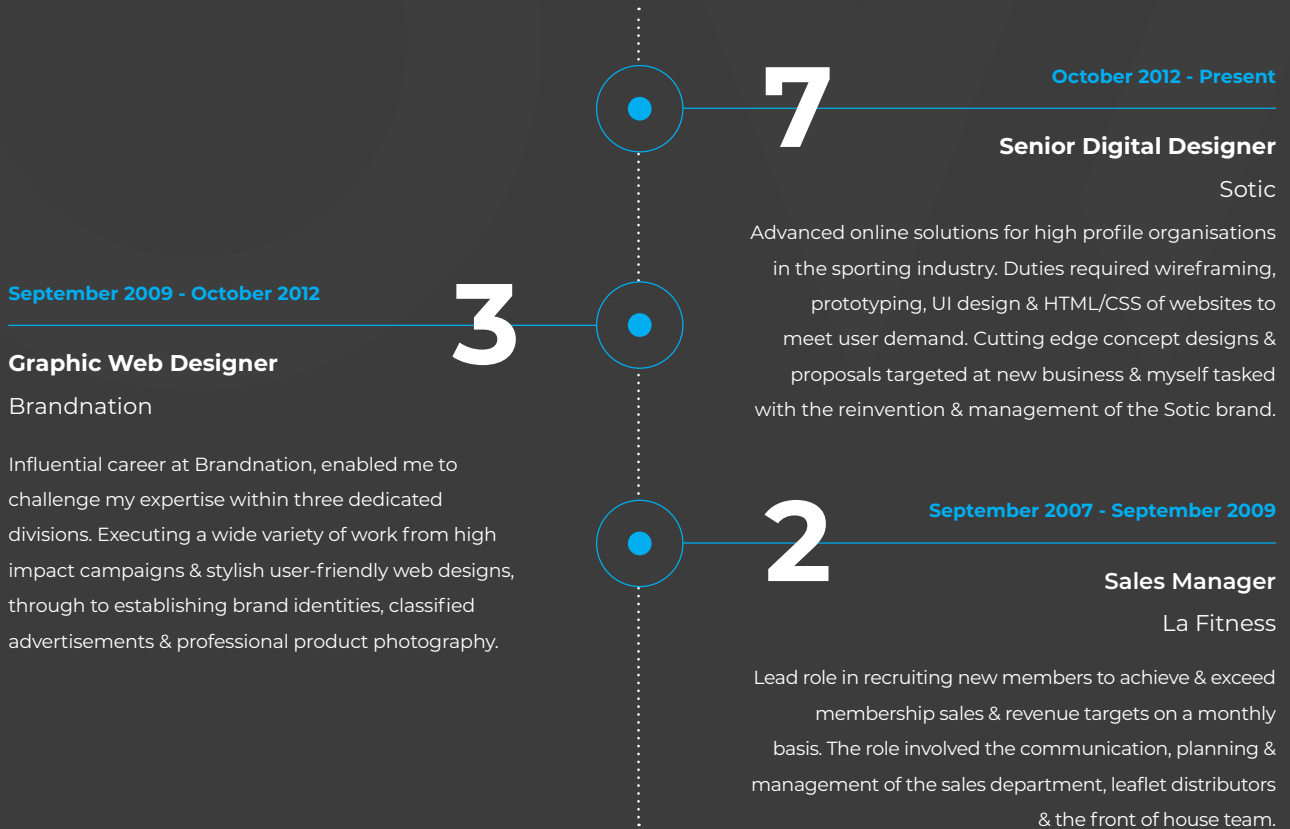 7
October 2012 - Present
Senior Digital Designer
Sotic
Advanced online solutions for high profile organisations
in the sporting industry. Duties required wireframing,
prototyping, UI design & HTML/CSS of websites to
meet user demand. Cutting edge concept designs &
proposals targeted at new business & myself tasked
with the reinvention & management of the Sotic brand.
September 2009 - October 2012
3
Graphic Web Designer
Brandnation
Influential career at Brandnation, enabled me to
challenge my expertise within three dedicated
divisions. Executing a wide variety of work from high
impact campaigns & stylish user-friendly web designs,
through to establishing brand identities, classified
advertisements & professional product photography.
2
September 2007 - September 2009
Sales Manager
La Fitness
Lead role in recruiting new members to achieve & exceed
membership sales & revenue targets on a monthly
basis. The role involved the communication, planning &
management of the sales department, leaflet distributors
& the front of house team.